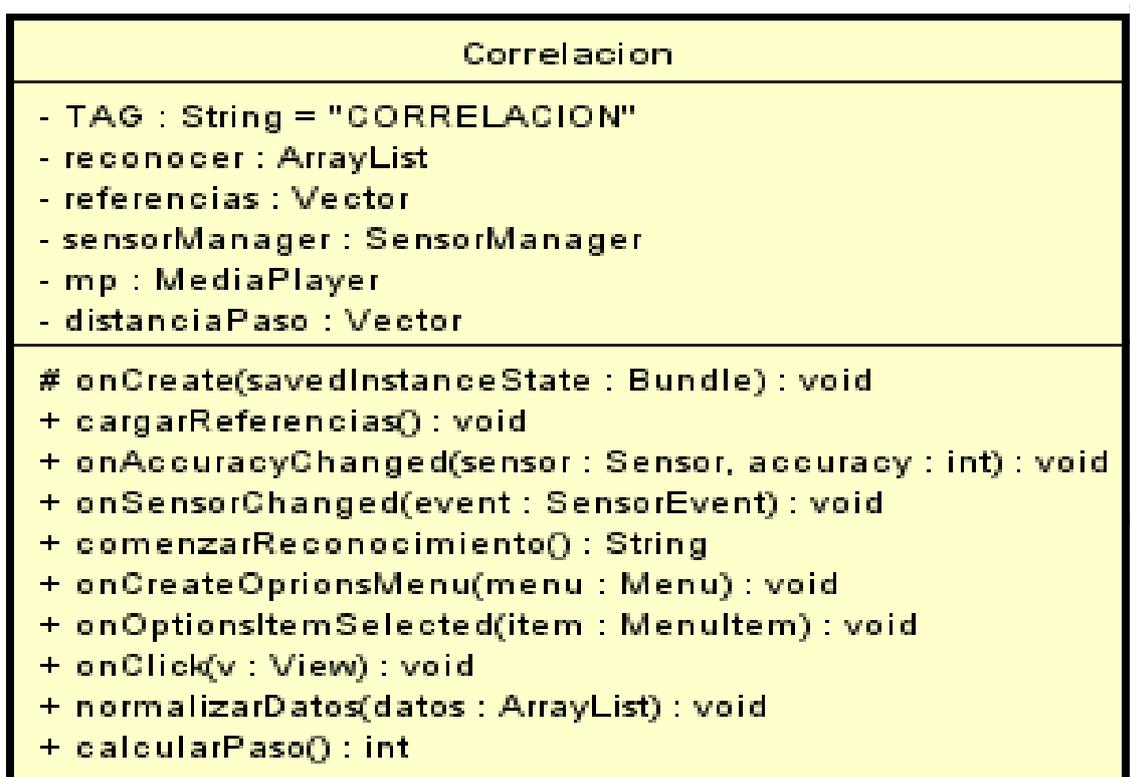 Correlacion
- TAG : String = "CORRELACION"
- reconocer : ArrayList
- referencias : Vector
- sensorManager : SensorManager
- mp : MediaPlayer
- distanciaPaso : Vector
# onCreate(savedInstanceState : Bundle) : void
+ cargarReferencias() : void
+ onAccuracyChanged(sensor : Sensor, accuracy : int) : void
+ onSensorChanged(event : SensorEvent) : void
+ comenzarReconocimiento() : String
+ onCreateOprionsMenu(menu : Menu) : void
+ onOptionsItemSelected(item : MenuItem) : void
+ onClick(v : View) : void
+ normalizarDatos(datos : ArrayList) : void
+ calcularPaso() : int